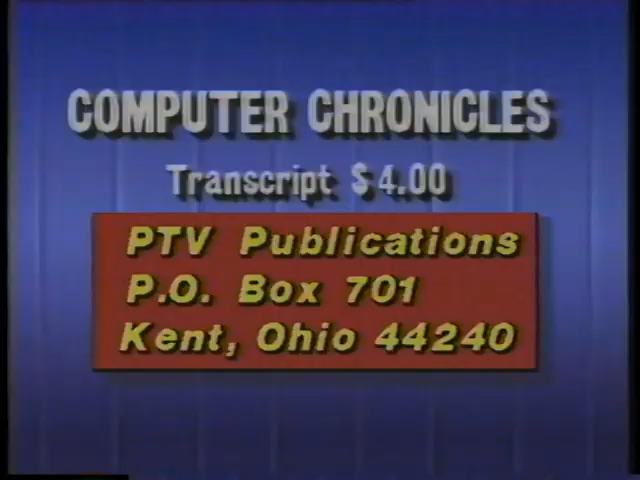 COMPUTER CHRONICLES
Transcript $4.00
PTV Publications
P.O. Box 701
Kent, Ohio 44240